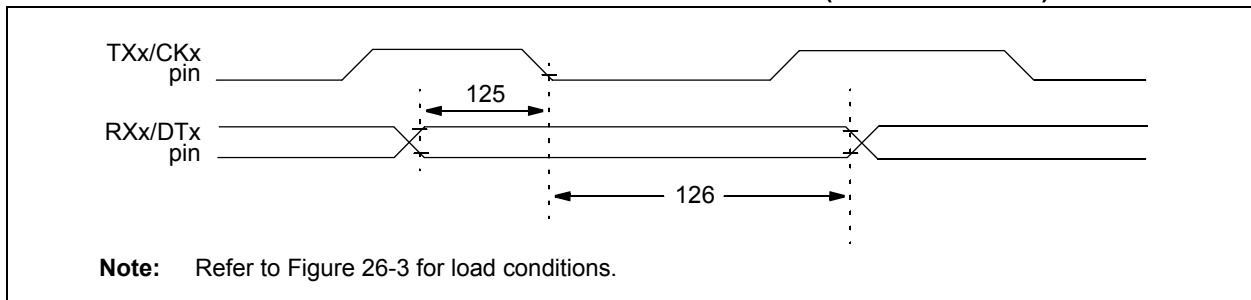 TXx/CKx
pin
125
RXx/DTx
pin
126
Note: Refer to Figure 26-3 for load conditions.